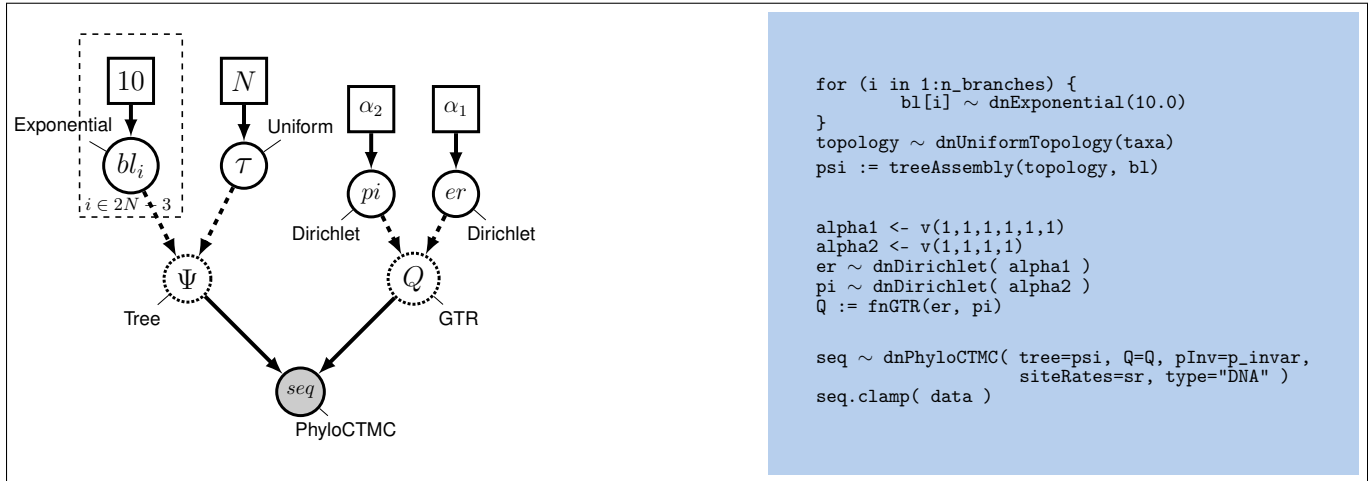 10
N
α₂
α₁
Exponential
Uniform
bl_i
τ
i ∈ 2N − 3
pi
er
Dirichlet
Dirichlet
Ψ
Q
Tree
GTR
seq
PhyloCTMC
for (i in 1:n_branches) {
bl[i] ∼ dnExponential(10.0)
}
topology ∼ dnUniformTopology(taxa)
psi := treeAssembly(topology, bl)
alpha1 <- v(1,1,1,1,1,1)
alpha2 <- v(1,1,1,1)
er ∼ dnDirichlet( alpha1 )
pi ∼ dnDirichlet( alpha2 )
Q := fnGTR(er, pi)
seq ∼ dnPhyloCTMC( tree=psi, Q=Q, pInv=p_invar,
siteRates=sr, type="DNA" )
seq.clamp( data )